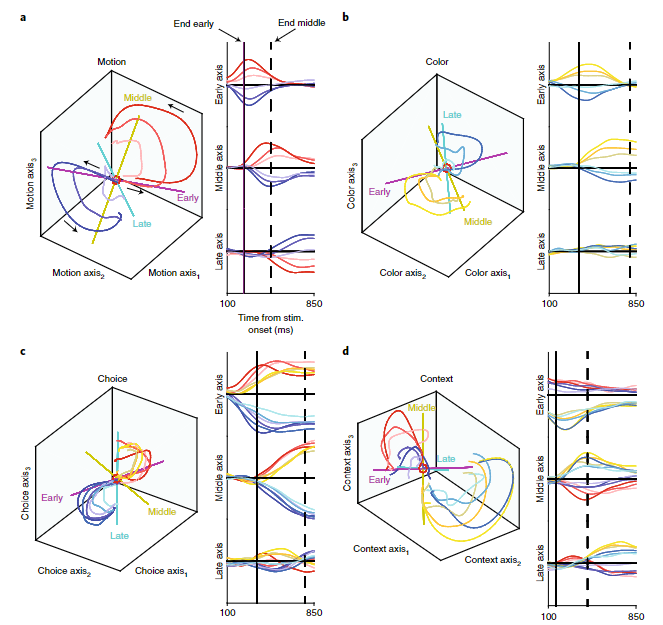 a
End early
End middle
Motion
Middle
Early
Late
Motion axis3
Motion axis2
Motion axis1
Early axis
Middle axis
Late axis
100
850
Time from stim.
onset (ms)
b
Color
Late
Early
Middle
Color axis3
Color axis2
Color axis1
Early axis
Middle axis
Late axis
100
850
c
Choice
Early
Middle
Late
Choice axis3
Choice axis2
Choice axis1
Early axis
Middle axis
Late axis
100
850
d
Context
Middle
Late
Early
Context axis3
Context axis1
Context axis2
Early axis
Middle axis
Late axis
100
850